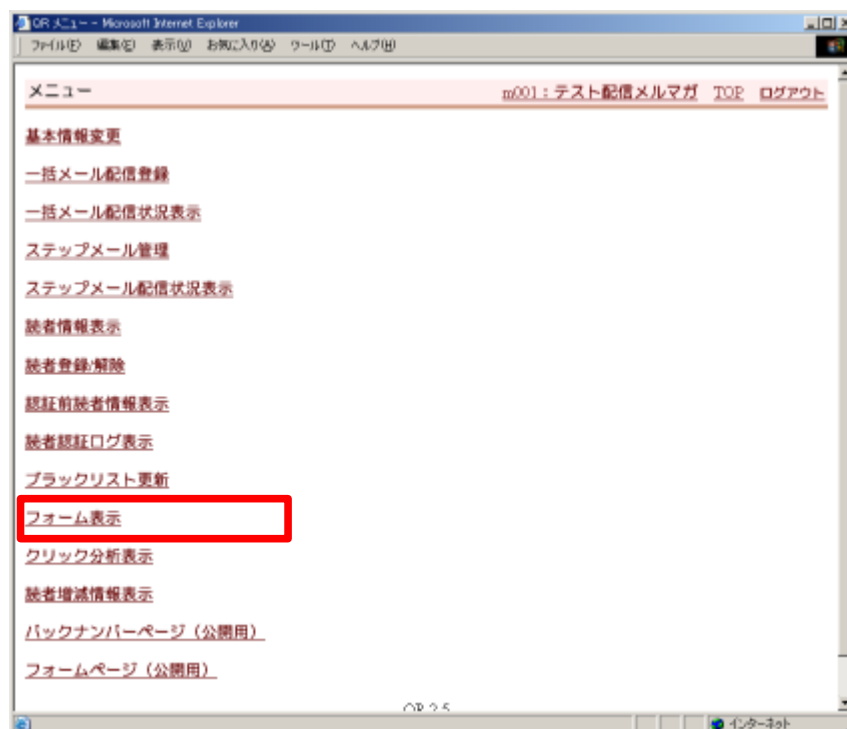 QR メニュー - Microsoft Internet Explorer
ファイル(F) 編集(E) 表示(V) お気に入り(A) ツール(T) ヘルプ(H)
メニュー m001：テスト配信メルマガ TOP ログアウト
基本情報変更
一括メール配信登録
一括メール配信状況表示
ステップメール管理
ステップメール配信状況表示
読者情報表示
読者登録/解除
認証前読者情報表示
読者認証ログ表示
ブラックリスト更新
フォーム表示
クリック分析表示
読者増減情報表示
バックナンバーページ（公開用）
フォームページ（公開用）
インターネット